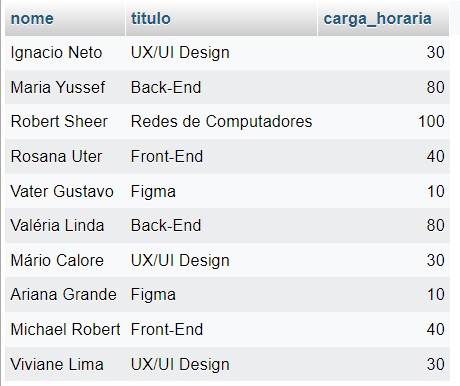 nome titulo carga_horaria
Ignacio Neto UX/UI Design 30
Maria Yussef Back-End 80
Robert Sheer Redes de Computadores 100
Rosana Uter Front-End 40
Vater Gustavo Figma 10
Valéria Linda Back-End 80
Mário Calore UX/UI Design 30
Ariana Grande Figma 10
Michael Robert Front-End 40
Viviane Lima UX/UI Design 30